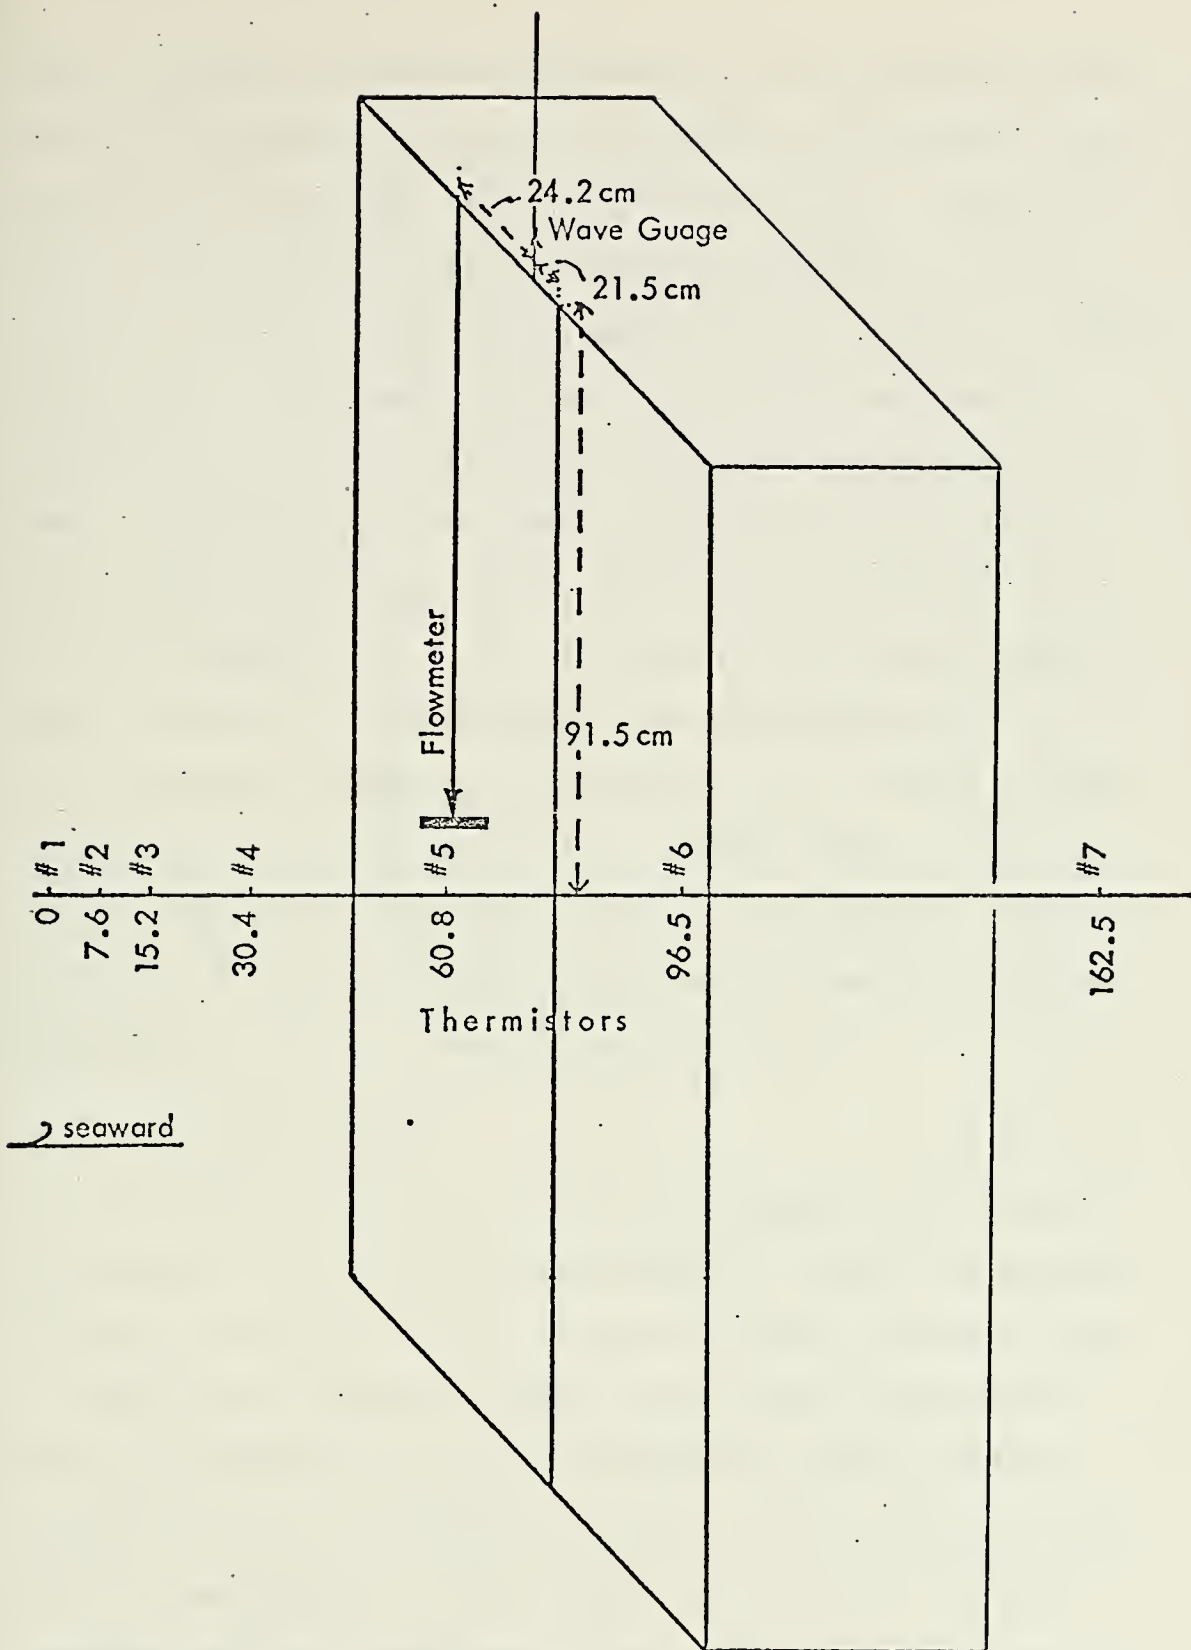 24.2 cm
Wave Guage
21.5 cm
Flowmeter
91.5 cm
#1 #2 #3 #4 #5 #6 #7
0 7.6 15.2 30.4 60.8 96.5 162.5
Thermistors
seaward